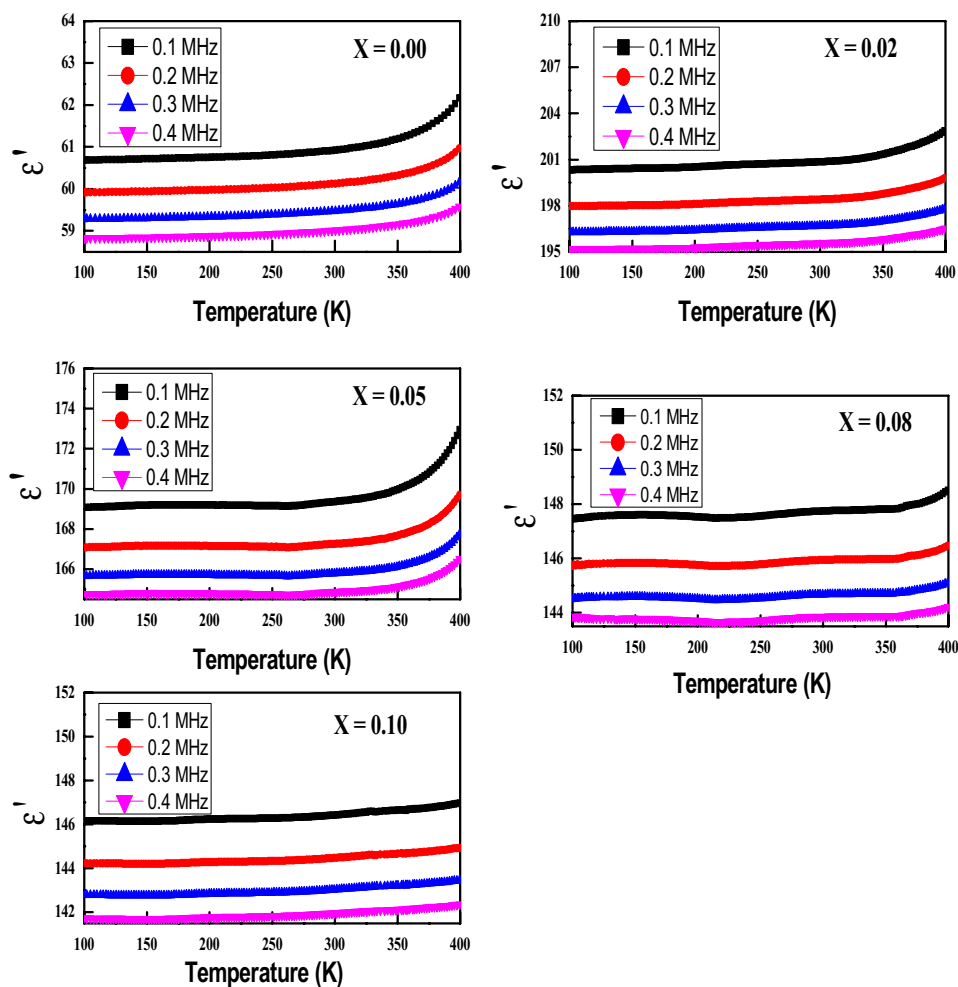 64
63
62
61
60
59
ε'
0.1 MHz
0.2 MHz
0.3 MHz
0.4 MHz
X = 0.00
100 150 200 250 300 350 400
Temperature (K)
210
207
204
201
198
195
ε'
0.1 MHz
0.2 MHz
0.3 MHz
0.4 MHz
X = 0.02
100 150 200 250 300 350 400
Temperature (K)
176
174
172
170
168
166
ε'
0.1 MHz
0.2 MHz
0.3 MHz
0.4 MHz
X = 0.05
100 150 200 250 300 350 400
Temperature (K)
152
150
148
146
144
ε'
0.1 MHz
0.2 MHz
0.3 MHz
0.4 MHz
X = 0.08
100 150 200 250 300 350 400
Temperature (K)
152
150
148
146
144
142
ε'
0.1 MHz
0.2 MHz
0.3 MHz
0.4 MHz
X = 0.10
100 150 200 250 300 350 400
Temperature (K)